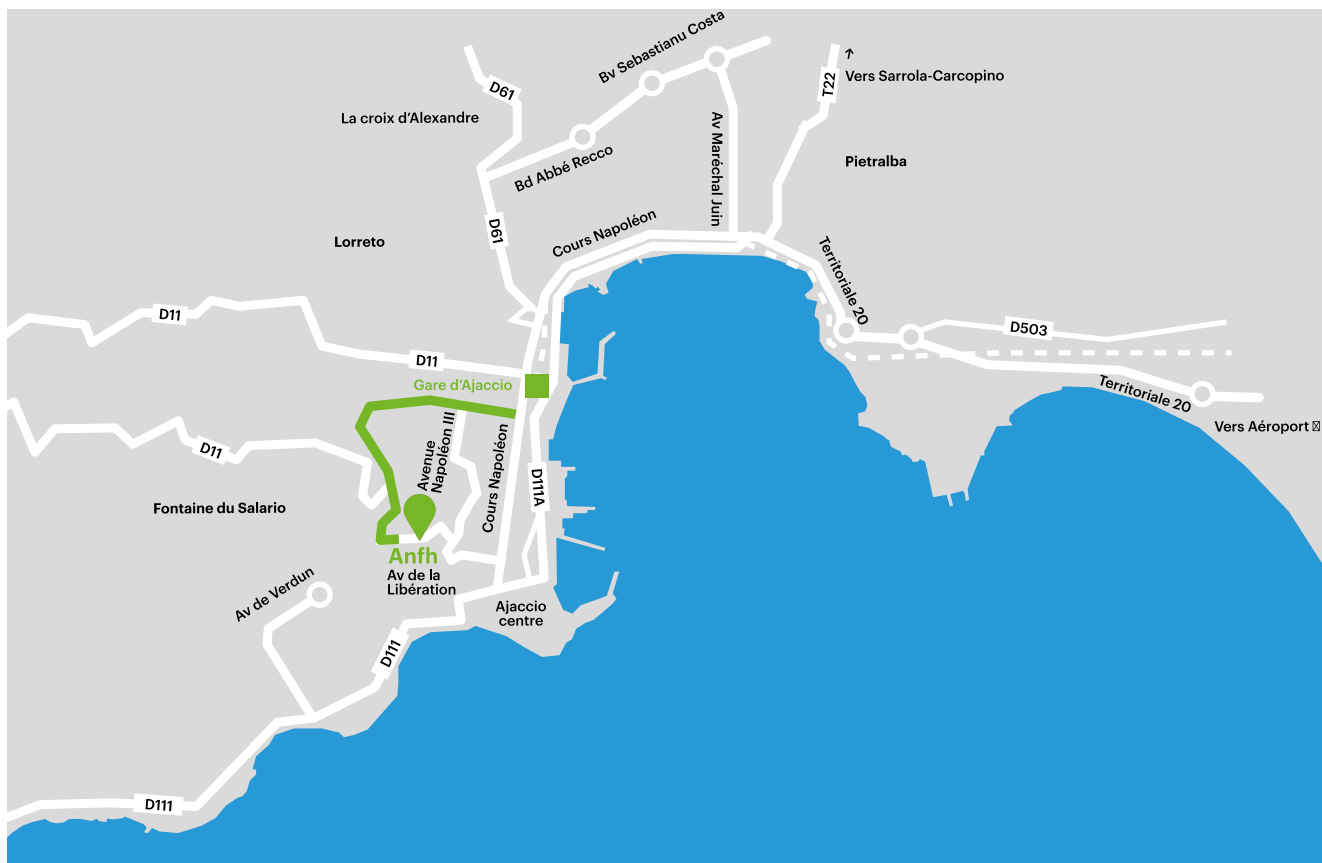 Bv Sebastianu Costa
D61
T22
↑
Vers Sarrola-Carcopino
La croix d'Alexandre
Av Maréchal Juin
Bd Abbé Recco
Pietralba
D61
Cours Napoléon
Lorreto
Territoriale 20
D11
D503
D11
Gare d'Ajaccio
Territoriale 20
Vers Aéroport
Avenue
Napoléon III
D11
Cours Napoléon
D111A
Fontaine du Salario
Anfh
Av de la
Libération
Av de Verdun
Ajaccio
centre
D111
D111